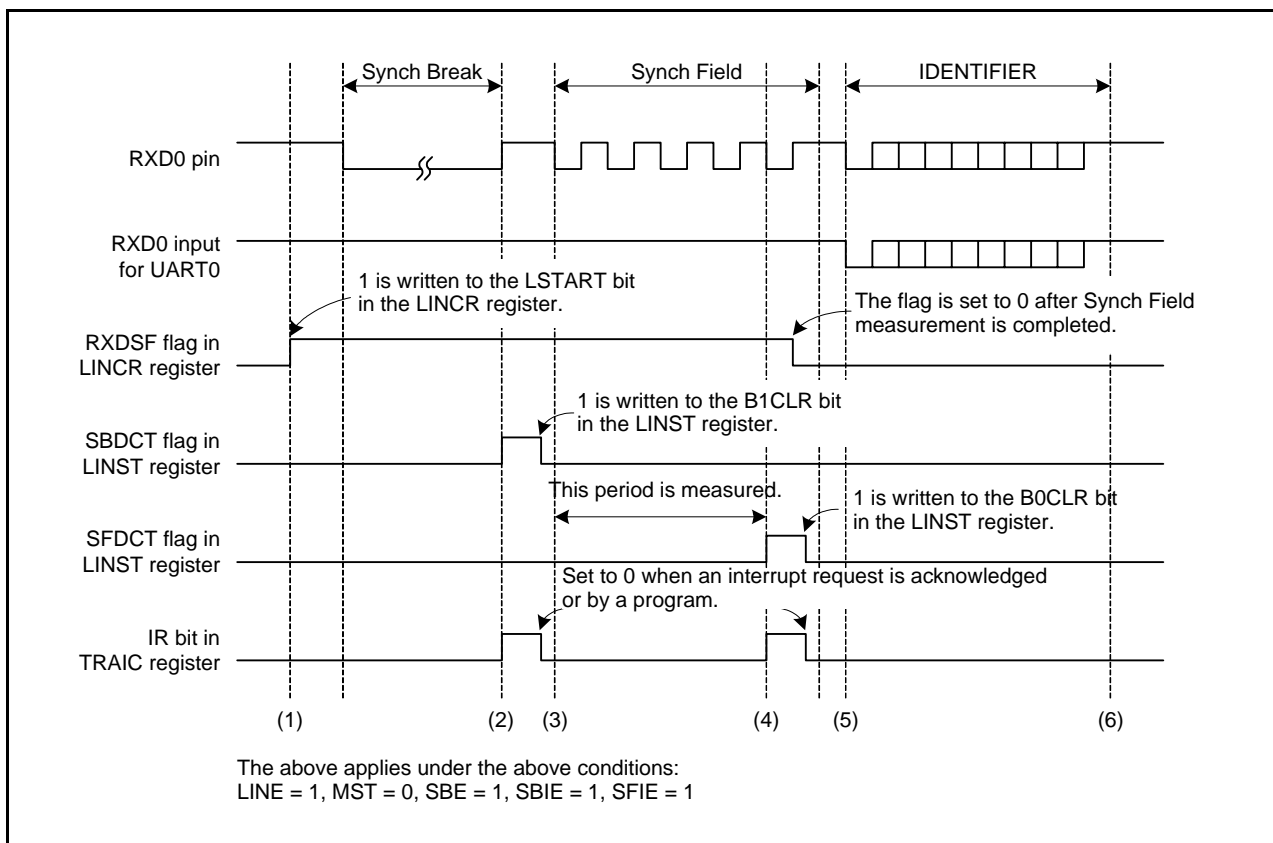 Synch Break
Synch Field
IDENTIFIER
RXD0 pin
RXD0 input
for UART0
1 is written to the LSTART bit
in the LINCR register.
The flag is set to 0 after Synch Field
measurement is completed.
RXDSF flag in
LINCR register
1 is written to the B1CLR bit
in the LINST register.
SBDCT flag in
LINST register
This period is measured.
1 is written to the B0CLR bit
in the LINST register.
SFDCT flag in
LINST register
Set to 0 when an interrupt request is acknowledged
or by a program.
IR bit in
TRAIC register
(1)
(2)
(3)
(4)
(5)
(6)
The above applies under the above conditions:
LINE = 1, MST = 0, SBE = 1, SBIE = 1, SFIE = 1